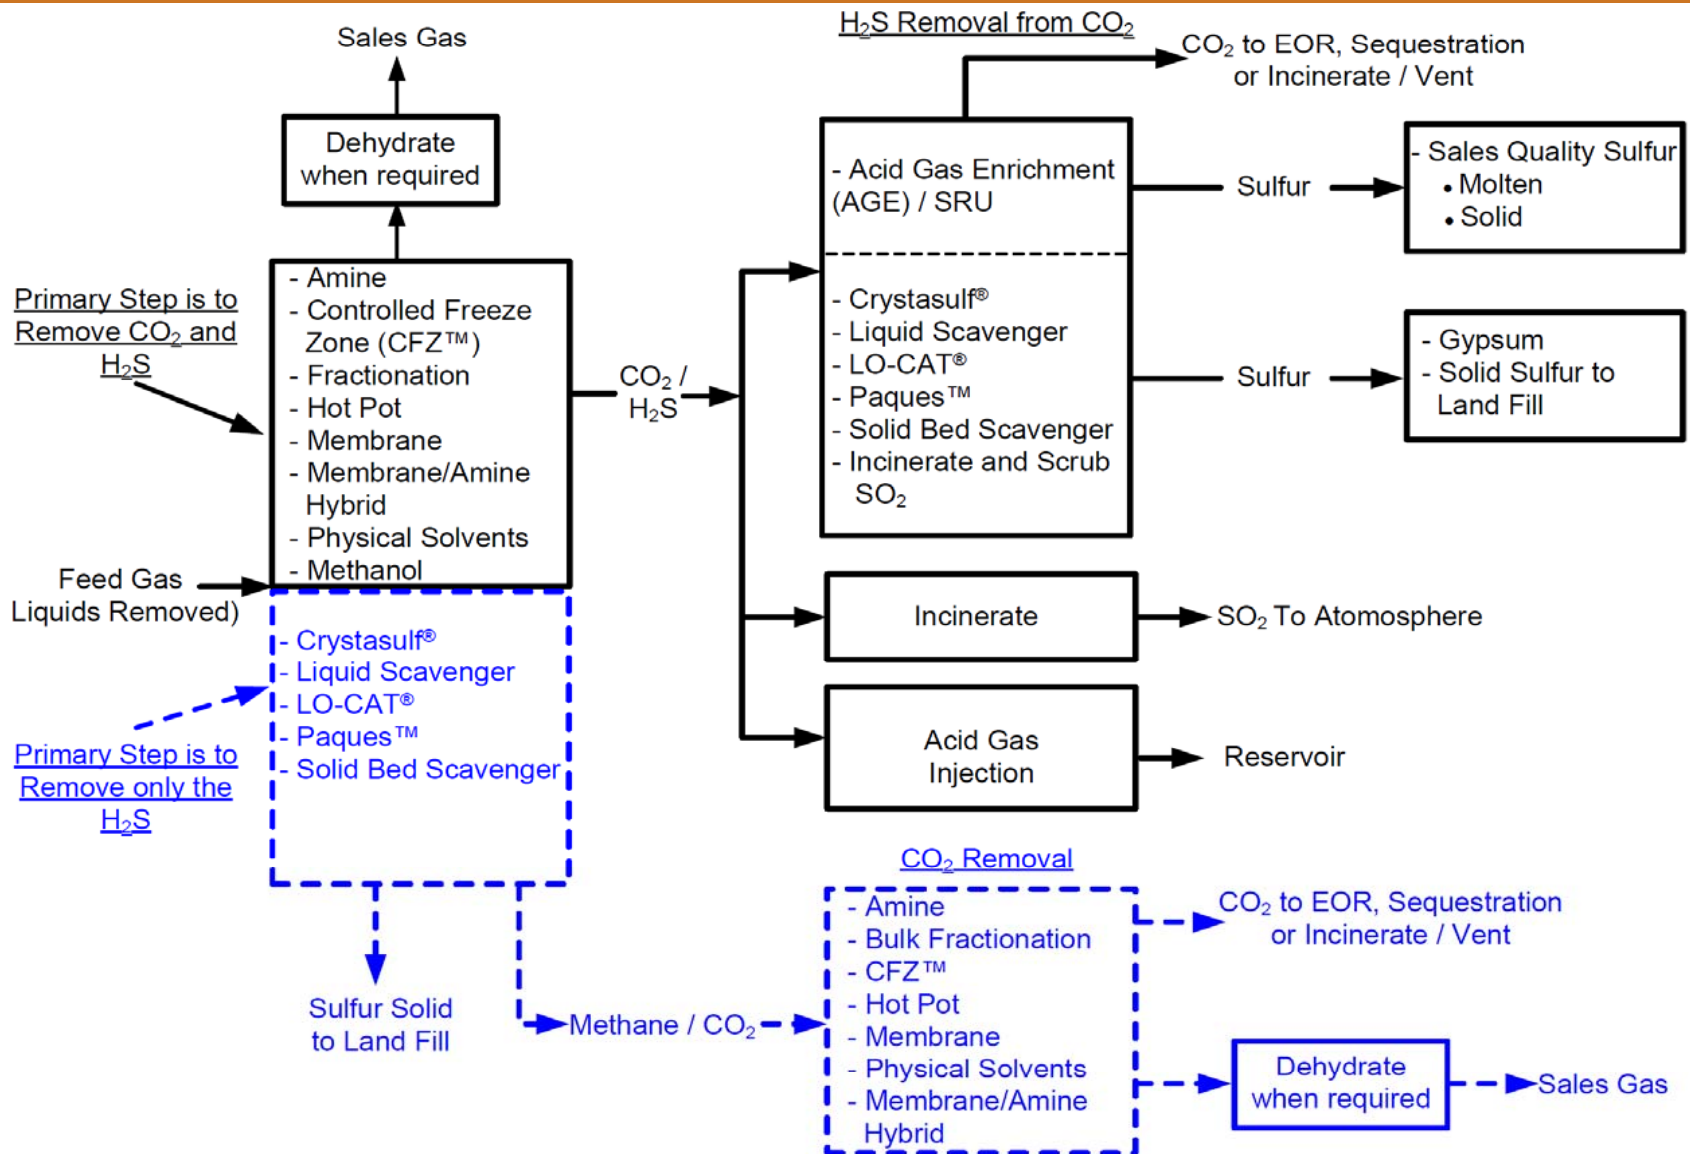 Sales Gas
Dehydrate
when required
Primary Step is to
Remove CO₂ and
H₂S
- Amine
- Controlled Freeze
Zone (CFZ™)
- Fractionation
- Hot Pot
- Membrane
- Membrane/Amine
Hybrid
- Physical Solvents
- Methanol
Feed Gas
Liquids Removed)
CO₂ /
H₂S
H₂S Removal from CO₂
CO₂ to EOR, Sequestration
or Incinerate / Vent
- Acid Gas Enrichment
(AGE) / SRU
- Crystasulf®
- Liquid Scavenger
- LO-CAT®
- Paques™
- Solid Bed Scavenger
- Incinerate and Scrub
SO₂
Sulfur
- Sales Quality Sulfur
• Molten
• Solid
Sulfur
- Gypsum
- Solid Sulfur to
Land Fill
Incinerate
SO₂ To Atomosphere
Acid Gas
Injection
Reservoir
Primary Step is to
Remove only the
H₂S
- Crystasulf®
- Liquid Scavenger
- LO-CAT®
- Paques™
- Solid Bed Scavenger
Sulfur Solid
to Land Fill
Methane / CO₂
CO₂ Removal
- Amine
- Bulk Fractionation
- CFZ™
- Hot Pot
- Membrane
- Physical Solvents
- Membrane/Amine
Hybrid
CO₂ to EOR, Sequestration
or Incinerate / Vent
Dehydrate
when required
Sales Gas